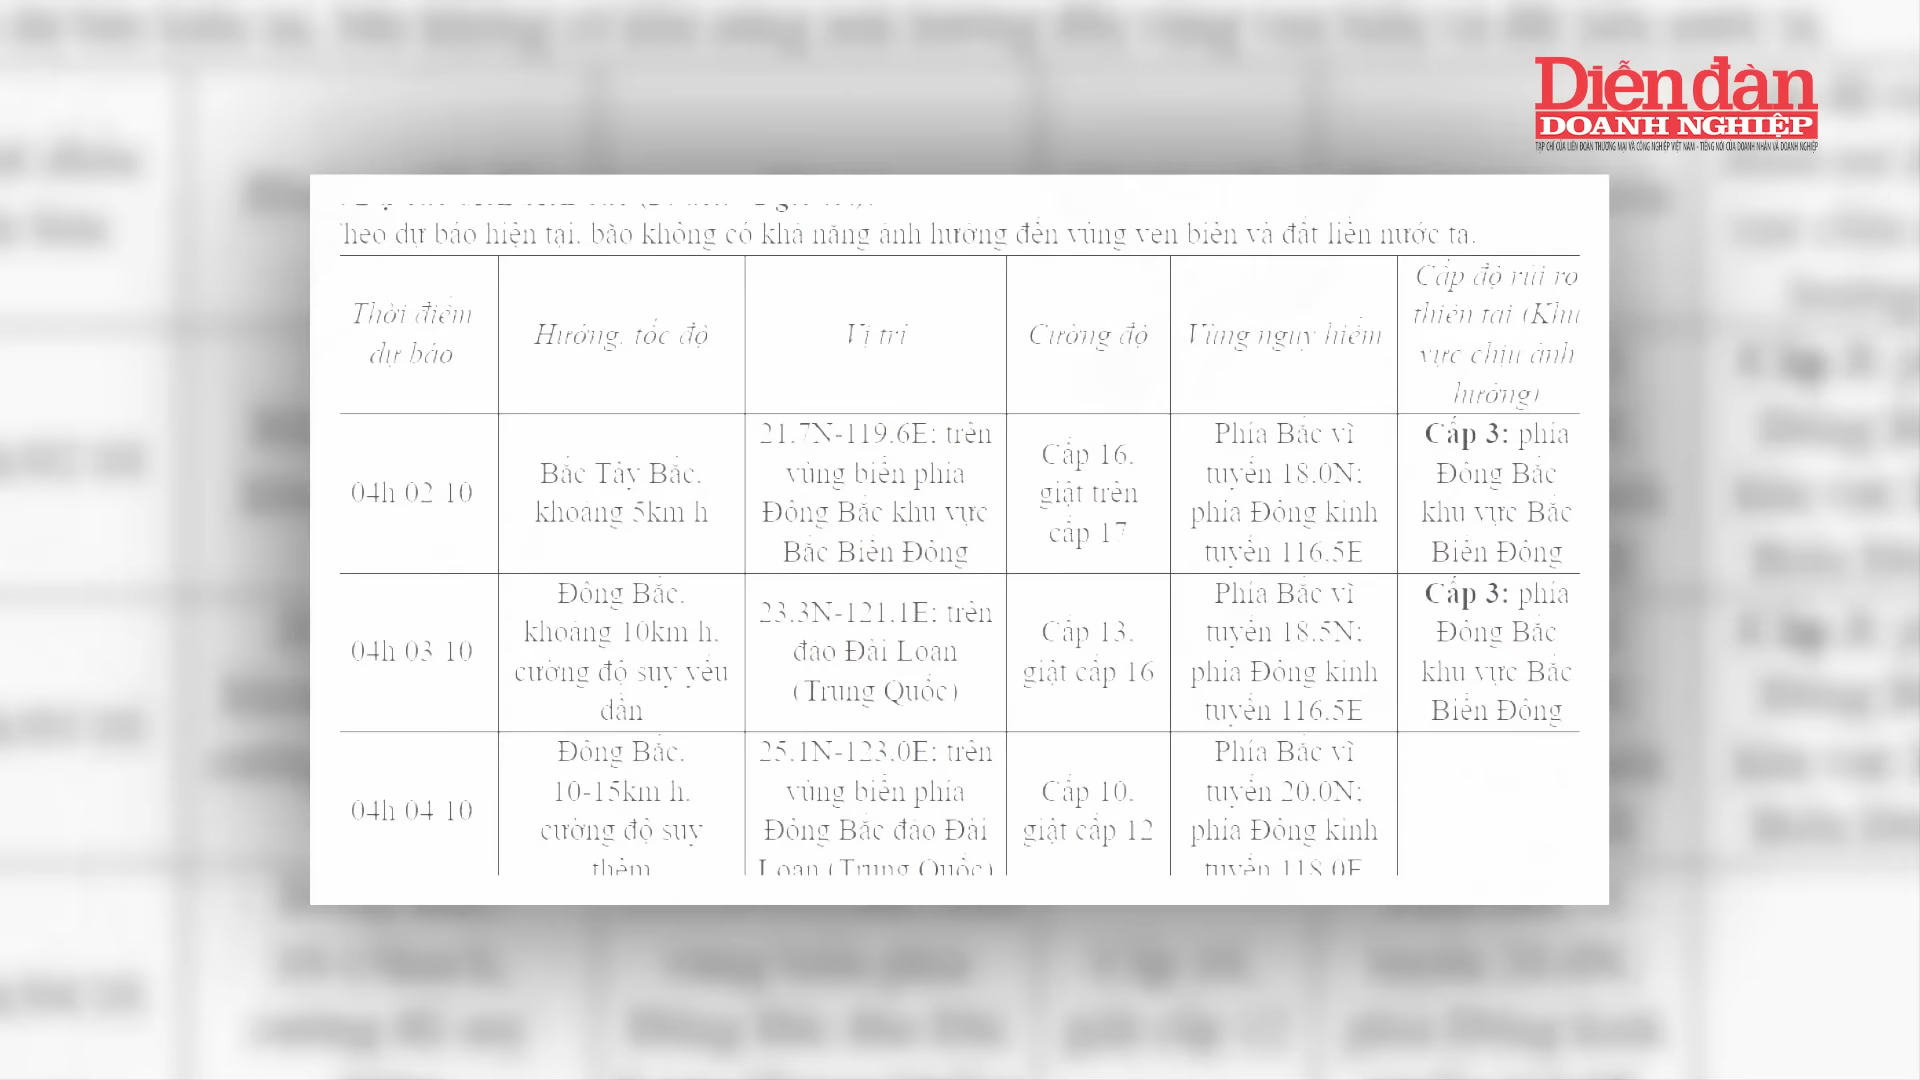 Diễn đàn
DOANH NGHIỆP
TẠP CHÍ CỦA LIÊN ĐOÀN THƯƠNG MẠI VÀ CÔNG NGHIỆP VIỆT NAM - TIẾNG NÓI CỦA DOANH NHÂN VÀ DOANH NGHIỆP
Theo dự báo hiện tại, bão không có khả năng ảnh hưởng đến vùng ven biển và đất liền nước ta.
Thời điểm
dự báo
Hướng, tốc độ
Vị trí
Cường độ
Vùng nguy hiểm
Cấp độ rủi ro
thiên tai (Khu
vực chịu ảnh
hưởng)
04h 02 10
Bắc Tây Bắc,
khoảng 5km h
21.7N-119.6E; trên
vùng biển phía
Đông Bắc khu vực
Bắc Biển Đông
Cấp 16,
giật trên
cấp 17
Phía Bắc vĩ
tuyến 18.0N;
phía Đông kinh
tuyến 116.5E
Cấp 3: phía
Đông Bắc
khu vực Bắc
Biển Đông
04h 03 10
Đông Bắc,
khoảng 10km h,
cường độ suy yếu
dần
23.3N-121.1E; trên
đảo Đài Loan
(Trung Quốc)
Cấp 13,
giật cấp 16
Phía Bắc vĩ
tuyến 18.5N;
phía Đông kinh
tuyến 116.5E
Cấp 3: phía
Đông Bắc
khu vực Bắc
Biển Đông
04h 04 10
Đông Bắc,
10-15km h,
cường độ suy
thêm
25.1N-123.0E; trên
vùng biển phía
Đông Bắc đảo Đài
Loan (Trung Quốc)
Cấp 10,
giật cấp 12
Phía Bắc vĩ
tuyến 20.0N;
phía Đông kinh
tuyến 118.0E